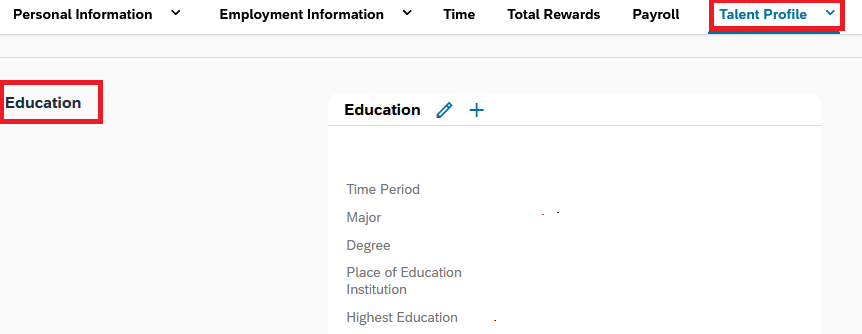 Personal Information Employment Information Time Total Rewards Payroll Talent Profile
Education
Education
Time Period
Major
Degree
Place of Education
Institution
Highest Education